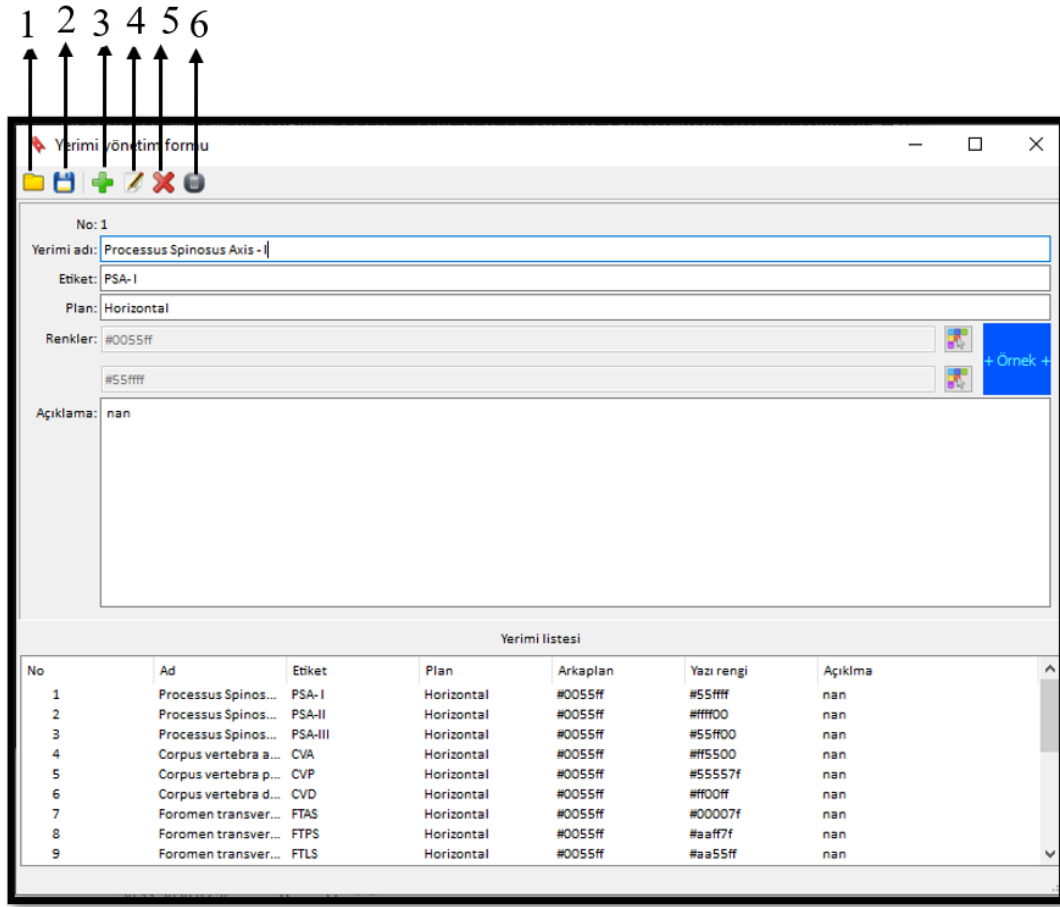 1 2 3 4 5 6
Yerimi yönetim formu
No: 1
Yerimi adı: Processus Spinosus Axis - I
Etiket: PSA- I
Plan: Horizontal
Renkler: #0055ff
+ Örnek +
#55ffff
Açıklama: nan
Yerimi listesi
No Ad Etiket Plan Arkaplan Yazı rengi Açıklma
1 Processus Spinos... PSA- I Horizontal #0055ff #55ffff nan
2 Processus Spinos... PSA-II Horizontal #0055ff #ffff00 nan
3 Processus Spinos... PSA-III Horizontal #0055ff #55ff00 nan
4 Corpus vertebra a... CVA Horizontal #0055ff #ff5500 nan
5 Corpus vertebra p... CVP Horizontal #0055ff #55557f nan
6 Corpus vertebra d... CVD Horizontal #0055ff #ff00ff nan
7 Foromen transver... FTAS Horizontal #0055ff #00007f nan
8 Foromen transver... FTPS Horizontal #0055ff #aaff7f nan
9 Foromen transver... FTLS Horizontal #0055ff #aa55ff nan